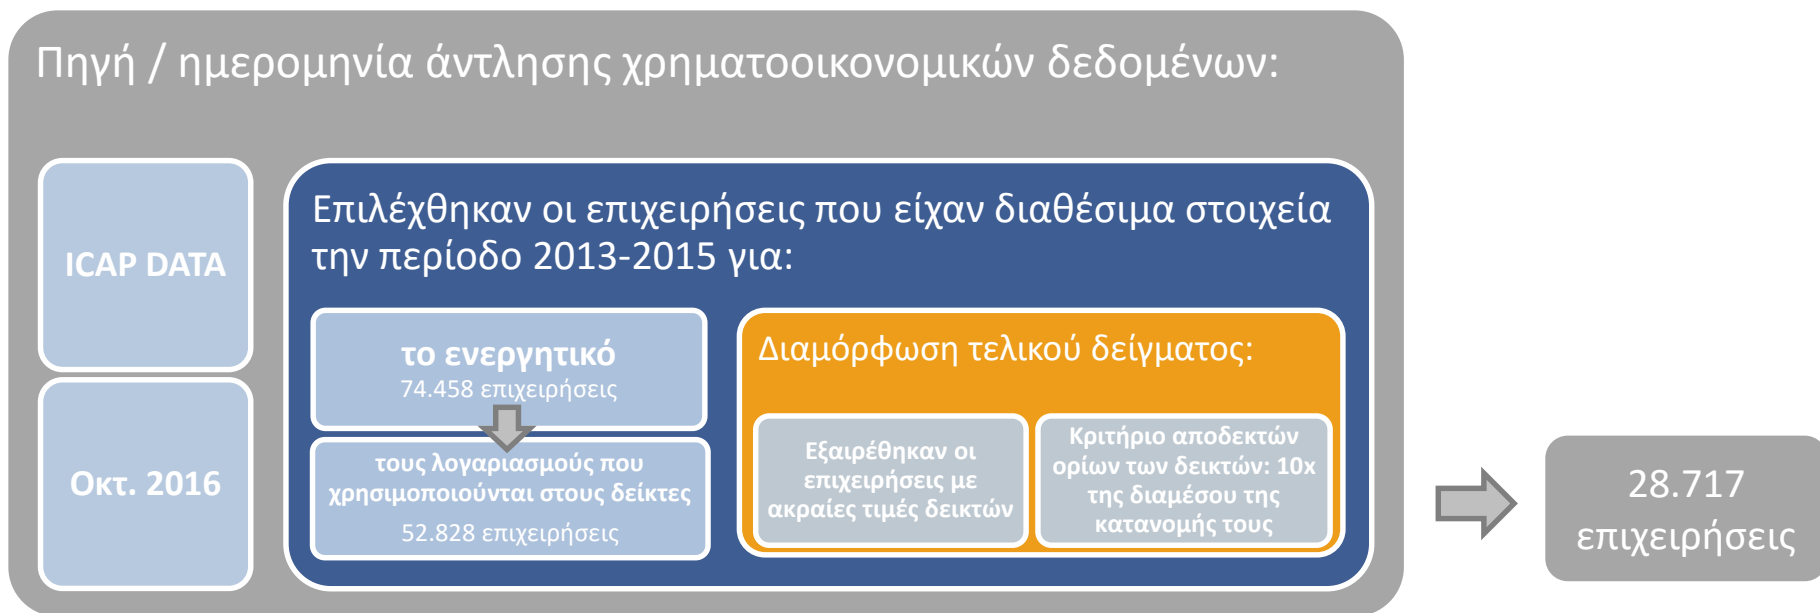 Πηγή / ημερομηνία άντλησης χρηματοοικονομικών δεδομένων:
ICAP DATA
Οκτ. 2016
Επιλέχθηκαν οι επιχειρήσεις που είχαν διαθέσιμα στοιχεία
την περίοδο 2013-2015 για:
το ενεργητικό
74.458 επιχειρήσεις
τους λογαριασμούς που
χρησιμοποιούνται στους δείκτες
52.828 επιχειρήσεις
Διαμόρφωση τελικού δείγματος:
Εξαιρέθηκαν οι
επιχειρήσεις με
ακραίες τιμές δεικτών
Κριτήριο αποδεκτών
ορίων των δεικτών: 10x
της διαμέσου της
κατανομής τους
28.717
επιχειρήσεις